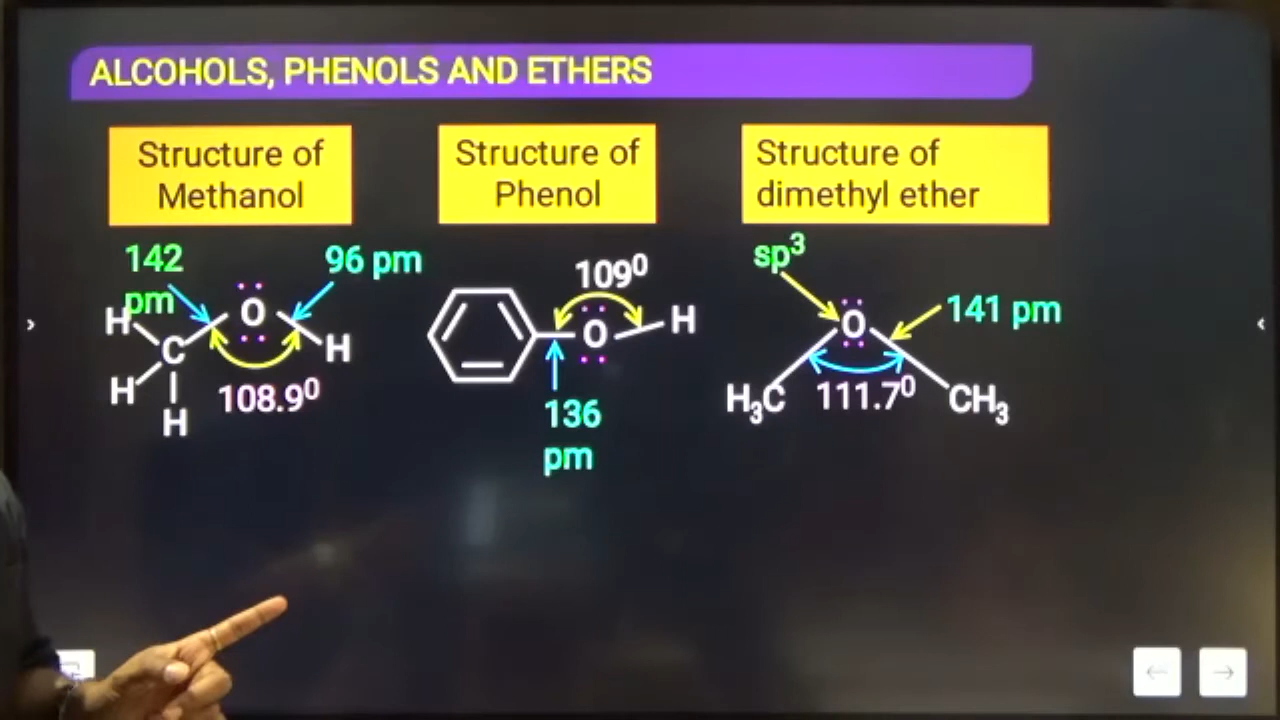 ALCOHOLS, PHENOLS AND ETHERS
Structure of
Methanol
142
pm
96 pm
O
H
C
H
H
H
108.9⁰
Structure of
Phenol
109⁰
O
H
136
pm
Structure of
dimethyl ether
sp³
O
141 pm
H₃C
111.7⁰
CH₃